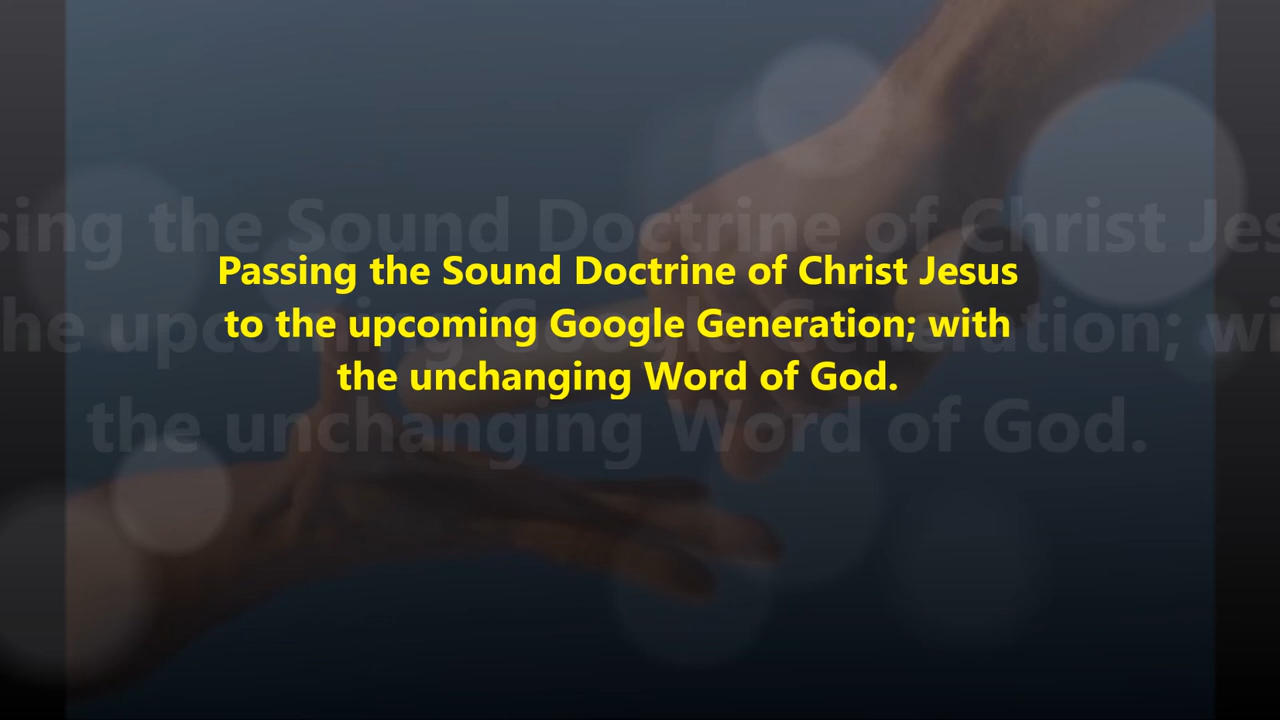 Passing the Sound Doctrine of Christ Jesus
to the upcoming Google Generation; with
the unchanging Word of God.